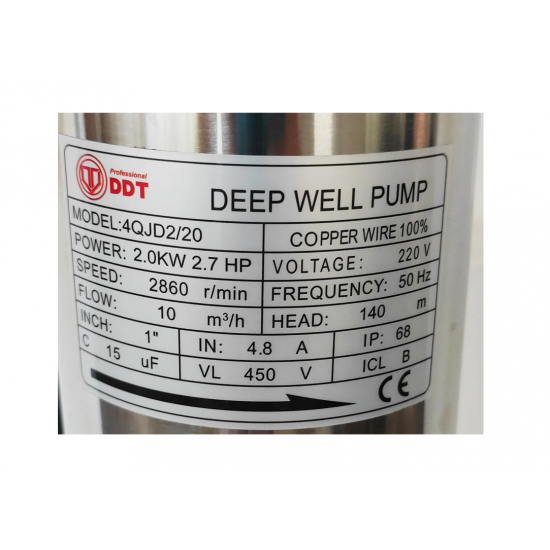 Professional
DDT
DEEP WELL PUMP
MODEL:4QJD2/20
COPPER WIRE 100%
POWER: 2.0KW 2.7 HP
VOLTAGE: 220 V
SPEED: 2860 r/min
FREQUENCY: 50 Hz
FLOW: 10 m³/h
HEAD: 140 m
INCH: 1"
IN: 4.8 A
IP: 68
C 15 uF
VL 450 V
ICL B
CE